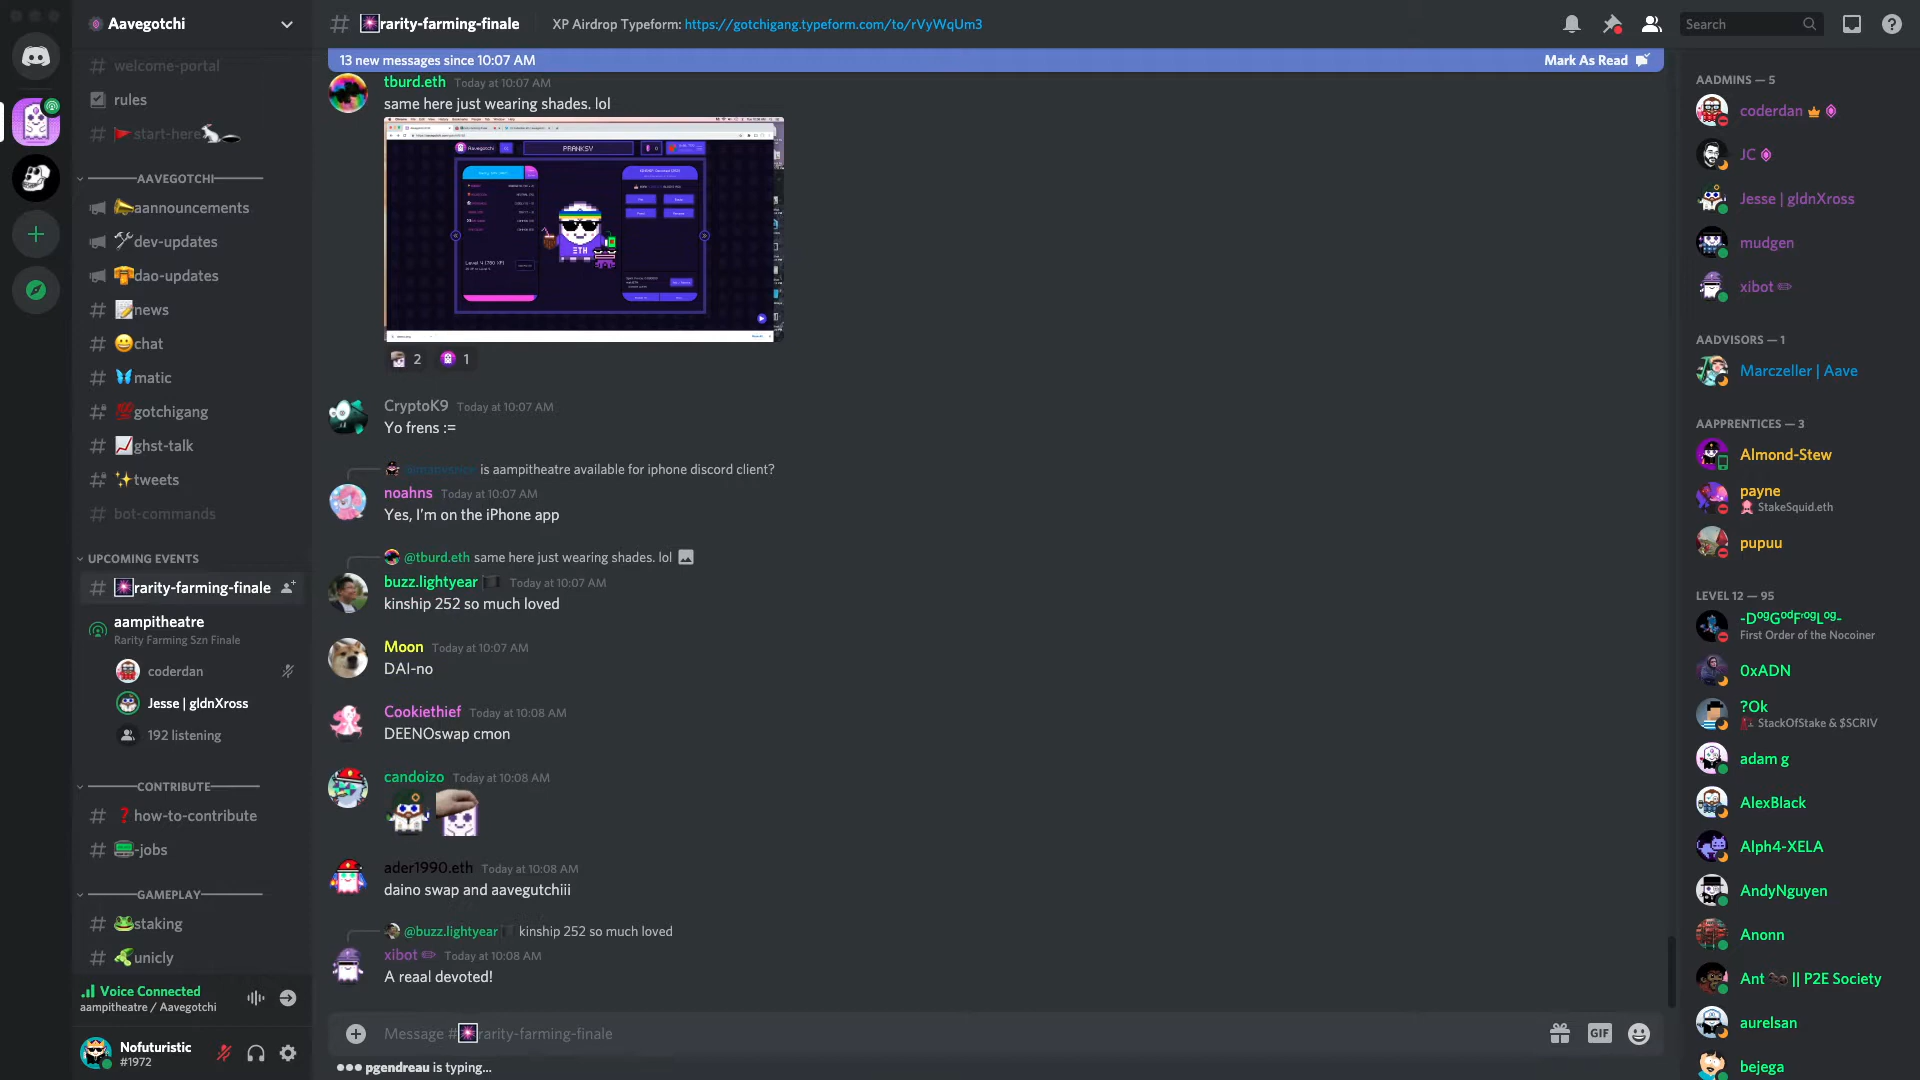 Aavegotchi
welcome-portal
rules
start-here
AAVEGOTCHI
aannouncements
dev-updates
dao-updates
news
chat
matic
gotchigang
ghst-talk
tweets
bot-commands
UPCOMING EVENTS
rarity-farming-finale
aampitheatre
Rarity Farming Szn Finale
coderdan
Jesse | gldnXross
192 listening
CONTRIBUTE
how-to-contribute
-jobs
GAMEPLAY
staking
unicly
Voice Connected
aampitheatre / Aavegotchi
Nofuturistic
#1972
rarity-farming-finale
XP Airdrop Typeform: https://gotchigang.typeform.com/to/rVyWqUm3
Search
13 new messages since 10:07 AM
Mark As Read
tburd.eth Today at 10:07 AM
same here just wearing shades. lol
Aavegotchi
PRANKSY
ETH
2
1
CryptoK9 Today at 10:07 AM
Yo frens :=
is aampitheatre available for iphone discord client?
noahns Today at 10:07 AM
Yes, I'm on the iPhone app
@tburd.eth same here just wearing shades. lol
buzz.lightyear Today at 10:07 AM
kinship 252 so much loved
Moon Today at 10:07 AM
DAI-no
Cookiethief Today at 10:08 AM
DEENOswap cmon
candoizo Today at 10:08 AM
ader1990.eth Today at 10:08 AM
daino swap and aavegutchiii
@buzz.lightyear kinship 252 so much loved
xibot Today at 10:08 AM
A reaal devoted!
Message # rarity-farming-finale
GIF
pgendreau is typing...
AADMINS — 5
coderdan
JC
Jesse | gldnXross
mudgen
xibot
AADVISORS — 1
Marczeller | Aave
AAPRENTICES — 3
Almond-Stew
payne
StakeSquid.eth
pupuu
LEVEL 12 — 95
-DᵒᵍGᵒᵈFʳᵒᵍLᵒᵍ-
First Order of the Nocoiner
0xADN
?Ok
StackOfStake & $SCRIV
adam g
AlexBlack
Alph4-XELA
AndyNguyen
Anonn
Ant || P2E Society
aurelsan
bejega